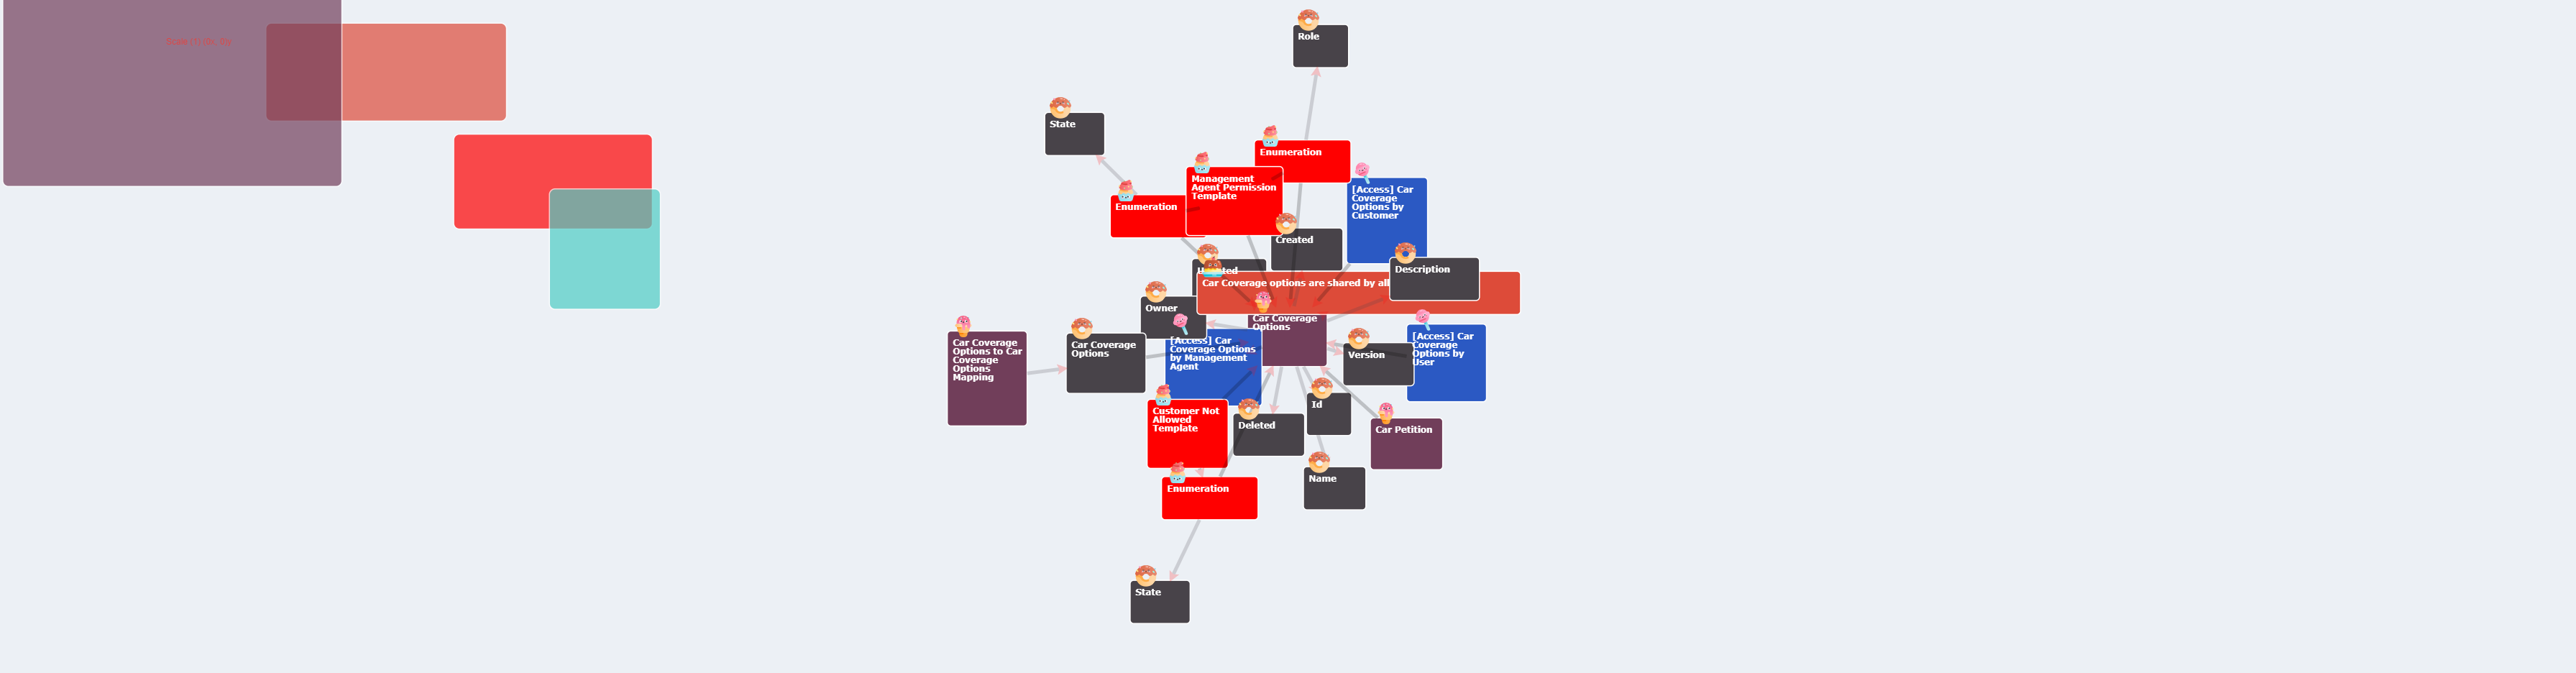 Role
State
Enumeration
Management
Agent Permission
Template
[Access] Car
Coverage
Options by
Customer
Enumeration
Created
Description
Car Coverage options are shared by all
Owner
Car Coverage
Options
[Access] Car
Coverage
Options by
User
Car Coverage
Options to Car
Coverage
Options
Mapping
Car Coverage
Options
[Access] Car
Coverage Options
by Management
Agent
Version
Id
Customer Not
Allowed
Template
Deleted
Car Petition
Name
Enumeration
State